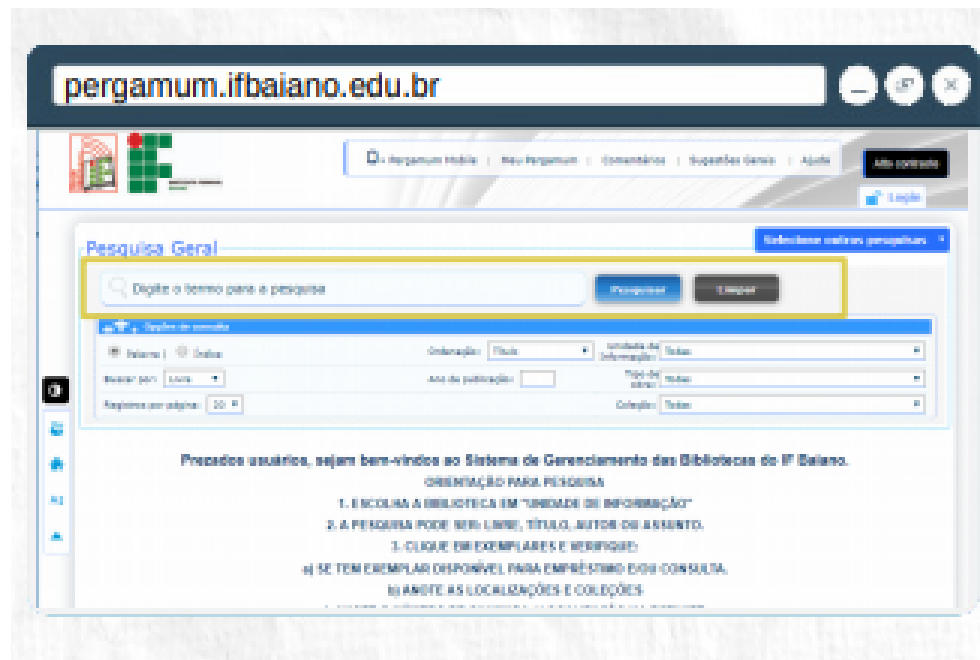 pergamum.ifbaiano.edu.br
Pergamum Mobile | Meu Pergamum | Comentários | Sugestões Gerais | Ajuda
Alto contraste
Login
Selecione outras pesquisas
Pesquisa Geral
Digite o termo para a pesquisa
Pesquisar
Limpar
Opções de consulta
Palavra | Índice
Ordenação: Título
Unidade de Informação: Todas
Buscar por: Livre
Ano de publicação:
Tipo de obra: Todas
Registros por página: 20
Coleção: Todas
Prezados usuários, sejam bem-vindos ao Sistema de Gerenciamento das Bibliotecas do IF Baiano.
ORIENTAÇÃO PARA PESQUISA
1. ESCOLHA A BIBLIOTECA EM "UNIDADE DE INFORMAÇÃO"
2. A PESQUISA PODE SER: LIVRE, TÍTULO, AUTOR OU ASSUNTO.
3. CLIQUE EM EXEMPLARES E VERIFIQUE:
a) SE TEM EXEMPLAR DISPONÍVEL PARA EMPRÉSTIMO E/OU CONSULTA.
b) ANOTE AS LOCALIZAÇÕES E COLEÇÕES